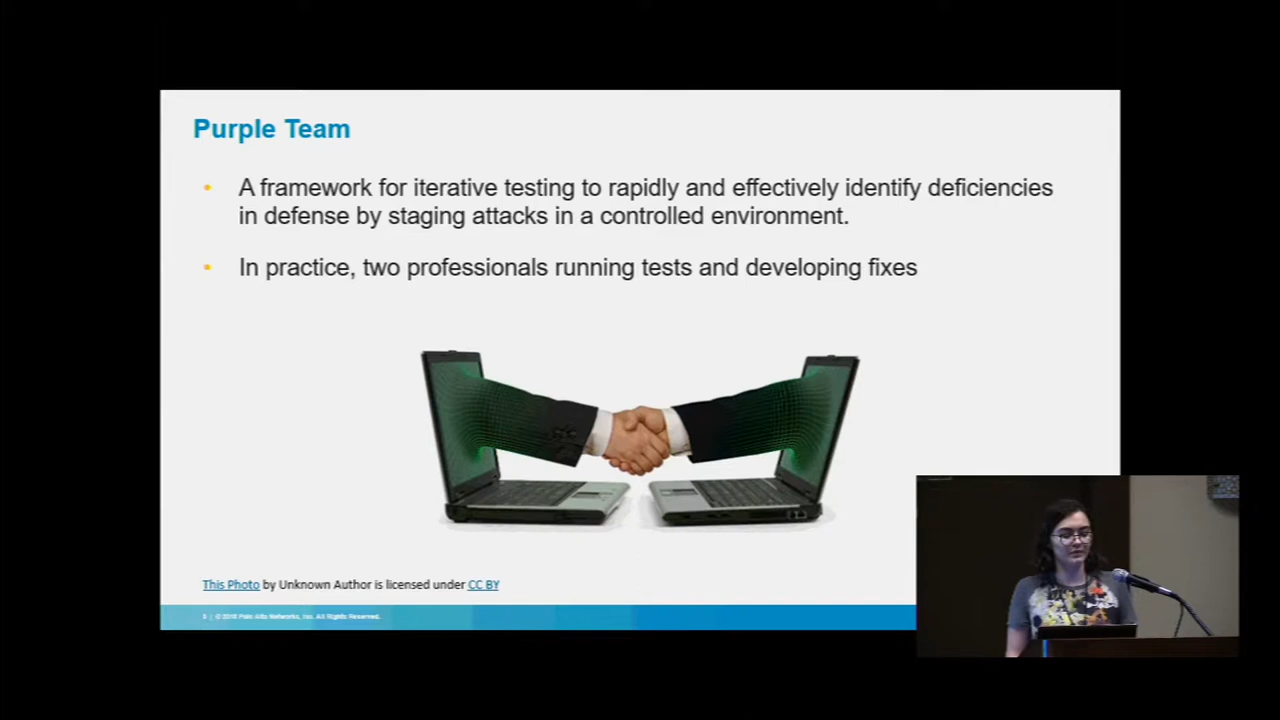 Purple Team
• A framework for iterative testing to rapidly and effectively identify deficiencies
in defense by staging attacks in a controlled environment.
• In practice, two professionals running tests and developing fixes
This Photo by Unknown Author is licensed under CC BY
© 2018 Palo Alto Networks, Inc. All Rights Reserved.